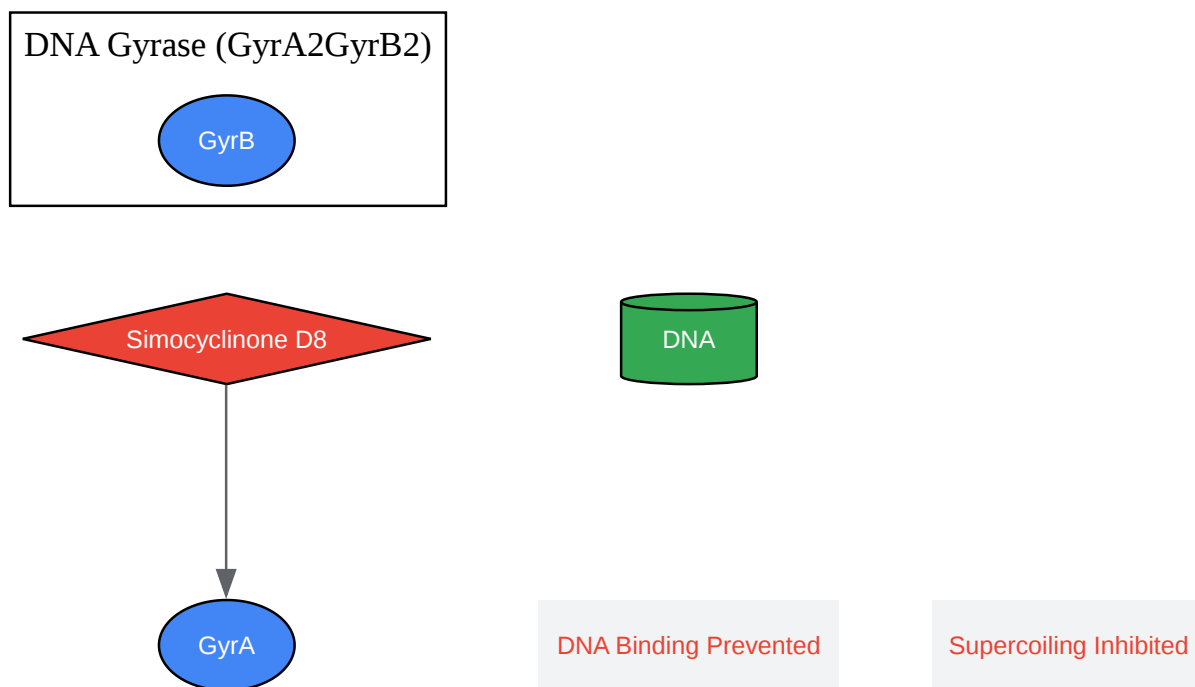 DNA Gyrase (GyrA2GyrB2)
GyrB
Simocyclinone D8
DNA
GyrA
DNA Binding Prevented
Supercoiling Inhibited